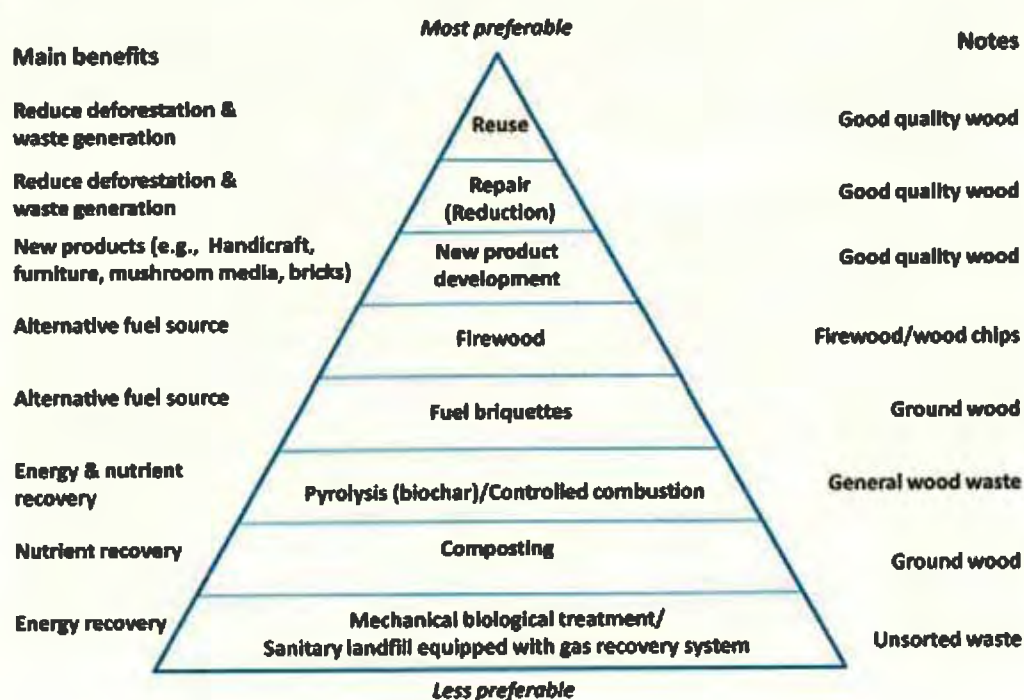 Most preferable
Main benefits
Notes
Reduce deforestation &
waste generation
Reuse
Good quality wood
Reduce deforestation &
waste generation
Repair
(Reduction)
Good quality wood
New products (e.g., Handicraft,
furniture, mushroom media, bricks)
New product
development
Good quality wood
Alternative fuel source
Firewood
Firewood/wood chips
Alternative fuel source
Fuel briquettes
Ground wood
Energy & nutrient
recovery
Pyrolysis (biochar)/Controlled combustion
General wood waste
Nutrient recovery
Composting
Ground wood
Energy recovery
Mechanical biological treatment/
Sanitary landfill equipped with gas recovery system
Unsorted waste
Less preferable